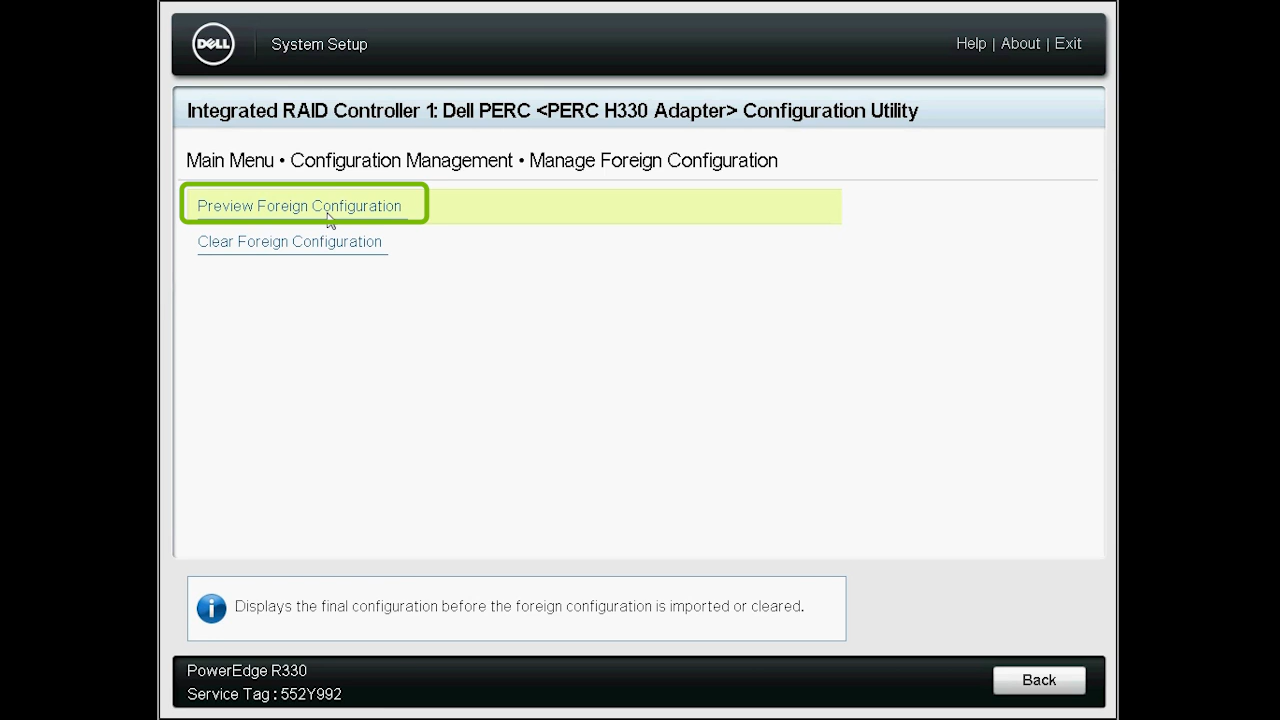 DELL
System Setup
Help | About | Exit
Integrated RAID Controller 1: Dell PERC <PERC H330 Adapter> Configuration Utility
Main Menu • Configuration Management • Manage Foreign Configuration
Preview Foreign Configuration
Clear Foreign Configuration
Displays the final configuration before the foreign configuration is imported or cleared.
PowerEdge R330
Service Tag : 552Y992
Back